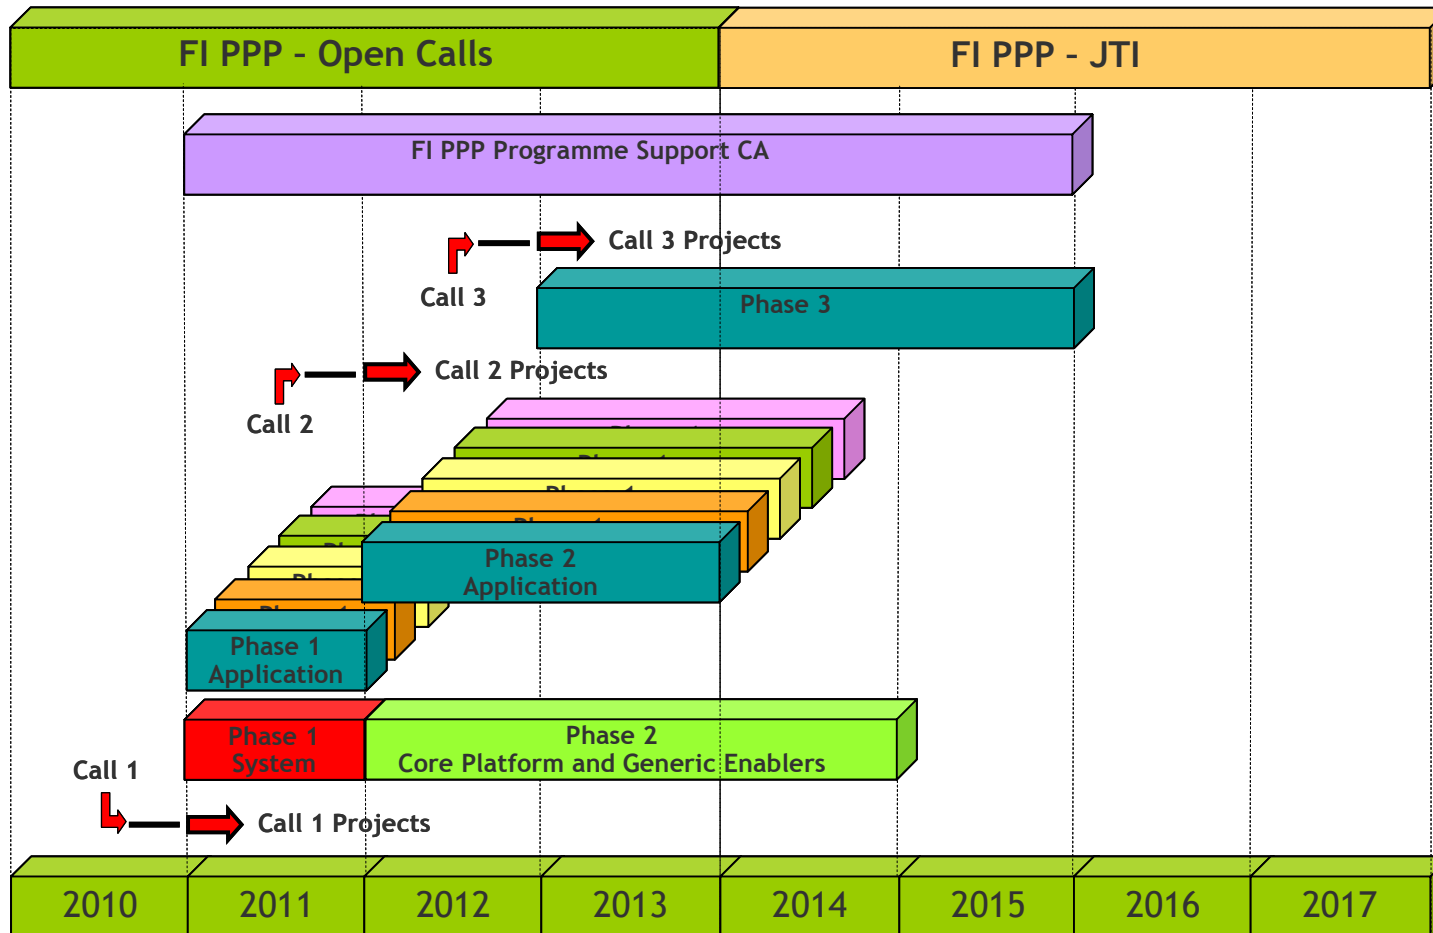 FI PPP – Open Calls
FI PPP – JTI
FI PPP Programme Support CA
Call 3 Projects
Call 3
Phase 3
Call 2 Projects
Call 2
Phase 2
Application
Phase 1
Application
Phase 1
System
Phase 2
Core Platform and Generic Enablers
Call 1
Call 1 Projects
2010
2011
2012
2013
2014
2015
2016
2017